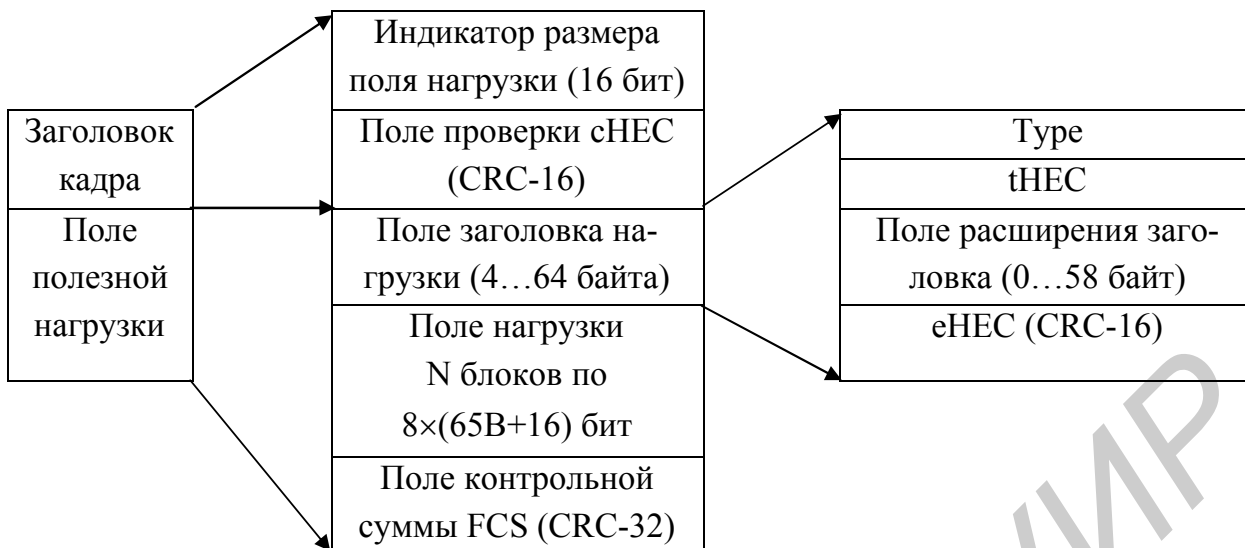 Заголовок
кадра
Поле
полезной
нагрузки
Индикатор размера
поля нагрузки (16 бит)
Поле проверки cHEC
(CRC-16)
Поле заголовка на-
грузки (4…64 байта)
Поле нагрузки
N блоков по
8×(65B+16) бит
Поле контрольной
суммы FCS (CRC-32)
Type
tHEC
Поле расширения заго-
ловка (0…58 байт)
eHEC (CRC-16)